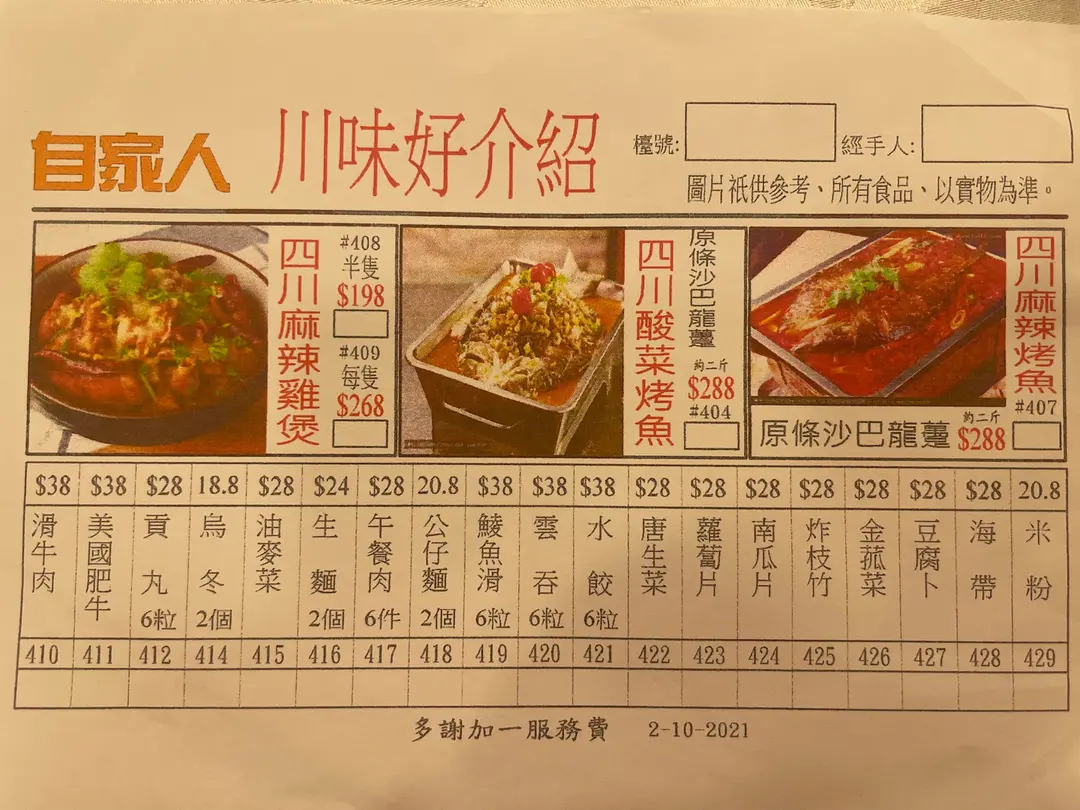 自家人 川味好介紹 檯號: 經手人:
圖片祇供參考、所有食品、以實物為準。
四川麻辣雞煲
#408
半隻
$198
#409
每隻
$268
四川酸菜烤魚
原條沙巴龍躉
約二斤
$288
#404
四川麻辣烤魚
#407
原條沙巴龍躉 約二斤 $288
$38 $38 $28 18.8 $28 $24 $28 20.8 $38 $38 $38 $28 $28 $28 $28 $28 $28 $28 20.8
滑牛肉
美國肥牛
貢丸 6粒
烏冬 2個
油麥菜
生麵 2個
午餐肉 6件
公仔麵 2個
鯪魚滑 6粒
雲吞 6粒
水餃 6粒
唐生菜
蘿蔔片
南瓜片
炸枝竹
金菰菜
豆腐卜
海帶
米粉
410 411 412 414 415 416 417 418 419 420 421 422 423 424 425 426 427 428 429
多謝加一服務費 2-10-2021